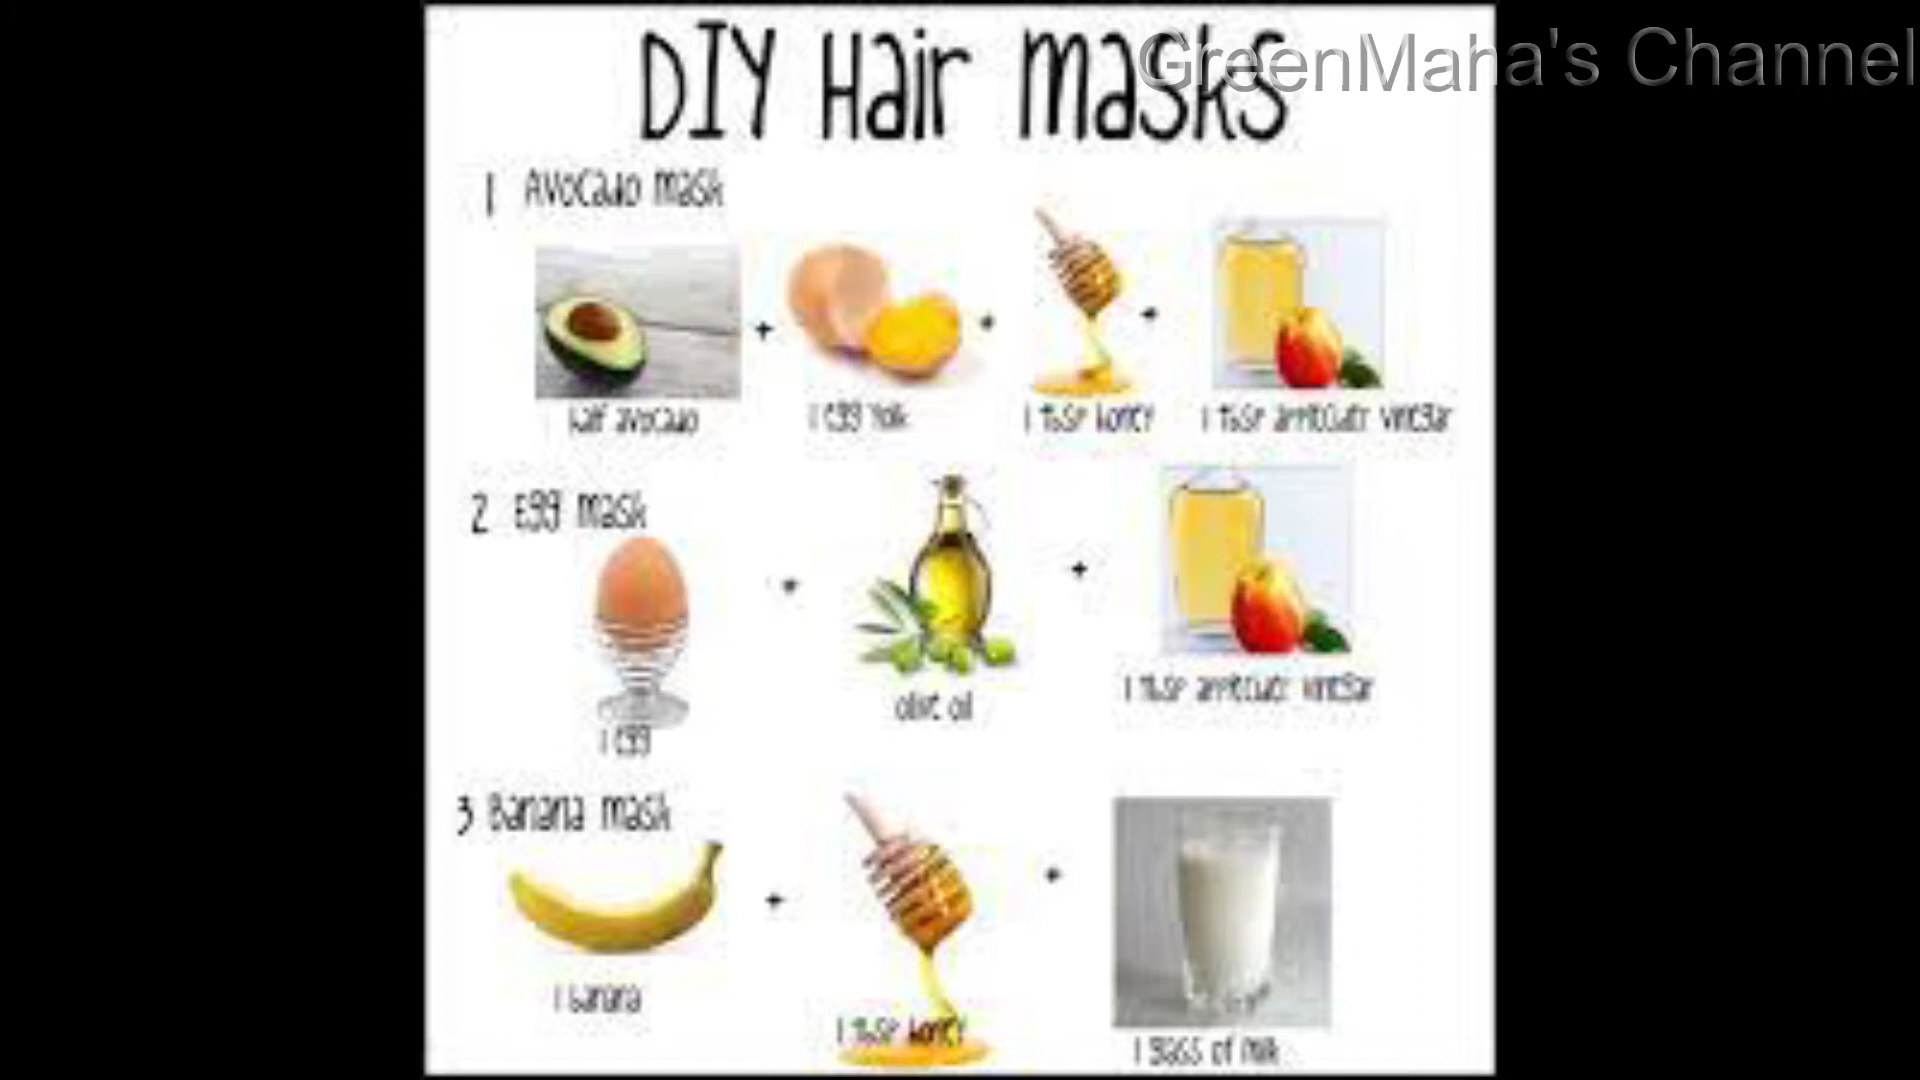 DIY Hair masks
GreenMaha's Channel
1 Avocado mask
half avocado
1 egg yolk
1 tbsp honey
1 tbsp applecider vinegar
2 Egg mask
1 egg
olive oil
1 tbsp applecider vinegar
3 Banana mask
1 banana
1 tbsp honey
1 glass of milk